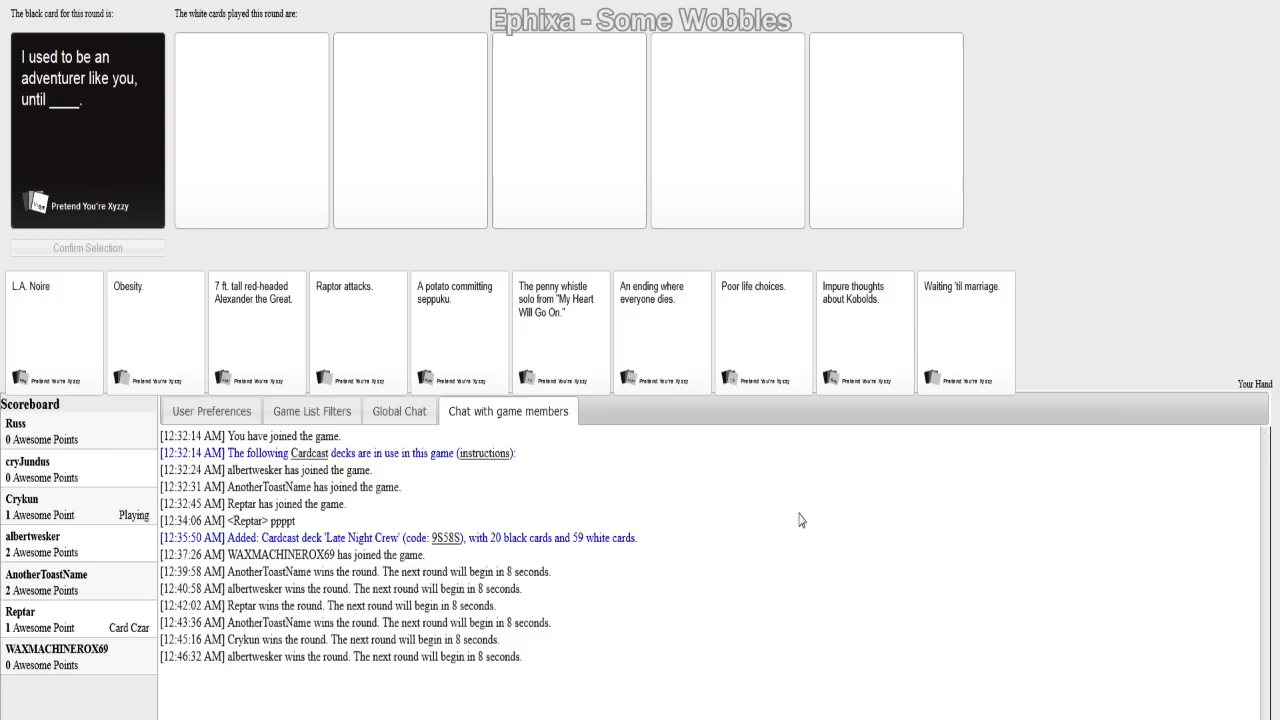 The black card for this round is:
The white cards played this round are:
Ephixa - Some Wobbles
I used to be an
adventurer like you,
until ____.
Pretend You're Xyzzy
Confirm Selection
L.A. Noire
Pretend You're Xyzzy
Obesity.
Pretend You're Xyzzy
7 ft. tall red-headed
Alexander the Great.
Pretend You're Xyzzy
Raptor attacks.
Pretend You're Xyzzy
A potato committing
seppuku.
Pretend You're Xyzzy
The penny whistle
solo from "My Heart
Will Go On."
Pretend You're Xyzzy
An ending where
everyone dies.
Pretend You're Xyzzy
Poor life choices.
Pretend You're Xyzzy
Impure thoughts
about Kobolds.
Pretend You're Xyzzy
Waiting 'til marriage.
Pretend You're Xyzzy
Your Hand
Scoreboard
Russ
0 Awesome Points
cryJundus
0 Awesome Points
Crykun
1 Awesome Point Playing
albertwesker
2 Awesome Points
AnotherToastName
2 Awesome Points
Reptar
1 Awesome Point Card Czar
WAXMACHINEROX69
0 Awesome Points
User Preferences
Game List Filters
Global Chat
Chat with game members
[12:32:14 AM] You have joined the game.
[12:32:14 AM] The following Cardcast decks are in use in this game (instructions):
[12:32:24 AM] albertwesker has joined the game.
[12:32:31 AM] AnotherToastName has joined the game.
[12:32:45 AM] Reptar has joined the game.
[12:34:06 AM] <Reptar> ppppt
[12:35:50 AM] Added: Cardcast deck 'Late Night Crew' (code: 9S58S), with 20 black cards and 59 white cards.
[12:37:26 AM] WAXMACHINEROX69 has joined the game.
[12:39:58 AM] AnotherToastName wins the round. The next round will begin in 8 seconds.
[12:40:58 AM] albertwesker wins the round. The next round will begin in 8 seconds.
[12:42:02 AM] Reptar wins the round. The next round will begin in 8 seconds.
[12:43:36 AM] AnotherToastName wins the round. The next round will begin in 8 seconds.
[12:45:16 AM] Crykun wins the round. The next round will begin in 8 seconds.
[12:46:32 AM] albertwesker wins the round. The next round will begin in 8 seconds.